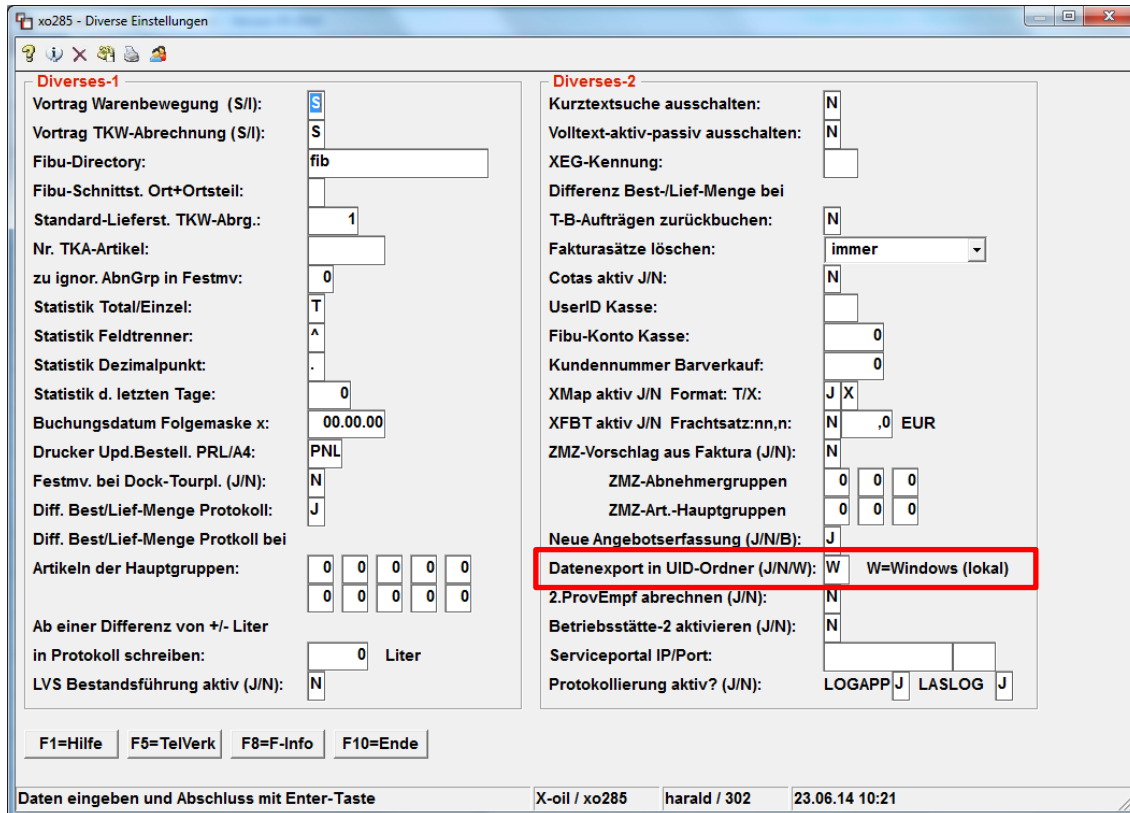 xo285 - Diverse Einstellungen
Diverses-1
Vortrag Warenbewegung (S/I): S
Vortrag TKW-Abrechnung (S/I): S
Fibu-Directory: fib
Fibu-Schnittst. Ort+Ortsteil:
Standard-Lieferst. TKW-Abrg.: 1
Nr. TKA-Artikel:
zu ignor. AbnGrp in Festmv: 0
Statistik Total/Einzel: T
Statistik Feldtrenner: ^
Statistik Dezimalpunkt: .
Statistik d. letzten Tage: 0
Buchungsdatum Folgemaske x: 00.00.00
Drucker Upd.Bestell. PRL/A4: PNL
Festmv. bei Dock-Tourpl. (J/N): N
Diff. Best/Lief-Menge Protokoll: J
Diff. Best/Lief-Menge Protkoll bei
Artikeln der Hauptgruppen: 0 0 0 0 0
0 0 0 0 0
Ab einer Differenz von +/- Liter
in Protokoll schreiben: 0 Liter
LVS Bestandsführung aktiv (J/N): N
Diverses-2
Kurztextsuche ausschalten: N
Volltext-aktiv-passiv ausschalten: N
XEG-Kennung:
Differenz Best-/Lief-Menge bei
T-B-Aufträgen zurückbuchen: N
Fakturasätze löschen: immer
Cotas aktiv J/N: N
UserID Kasse:
Fibu-Konto Kasse: 0
Kundennummer Barverkauf: 0
XMap aktiv J/N Format: T/X: J X
XFBT aktiv J/N Frachtsatz:nn,n: N ,0 EUR
ZMZ-Vorschlag aus Faktura (J/N): N
ZMZ-Abnehmergruppen 0 0 0
ZMZ-Art.-Hauptgruppen 0 0 0
Neue Angebotserfassung (J/N/B): J
Datenexport in UID-Ordner (J/N/W): W W=Windows (lokal)
2.ProvEmpf abrechnen (J/N): N
Betriebsstätte-2 aktivieren (J/N): N
Serviceportal IP/Port:
Protokollierung aktiv? (J/N): LOGAPP J LASLOG J
F1=Hilfe F5=TelVerk F8=F-Info F10=Ende
Daten eingeben und Abschluss mit Enter-Taste X-oil / xo285 harald / 302 23.06.14 10:21